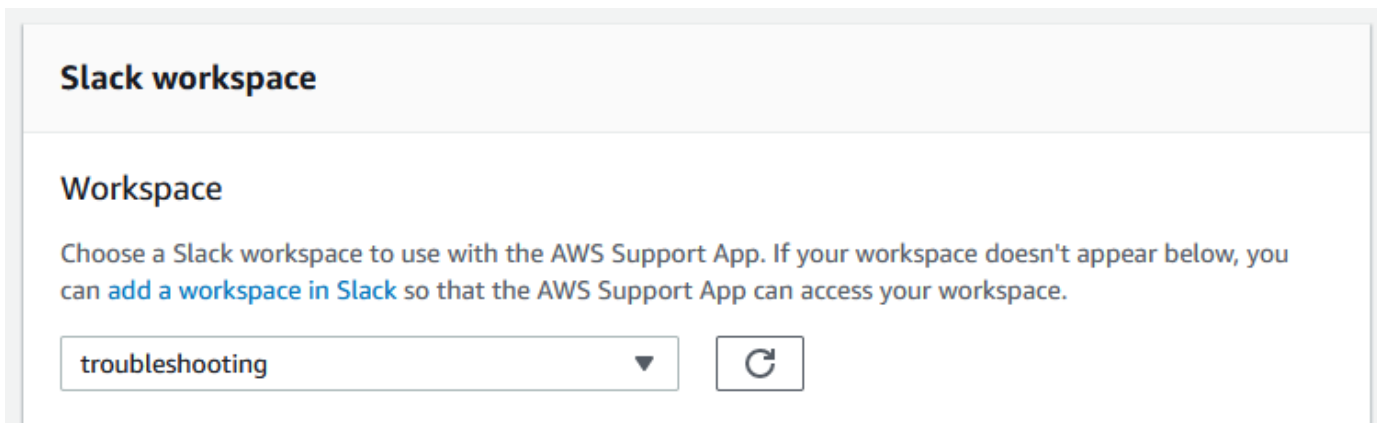 Slack workspace
Workspace
Choose a Slack workspace to use with the AWS Support App. If your workspace doesn't appear below, you
can add a workspace in Slack so that the AWS Support App can access your workspace.
troubleshooting